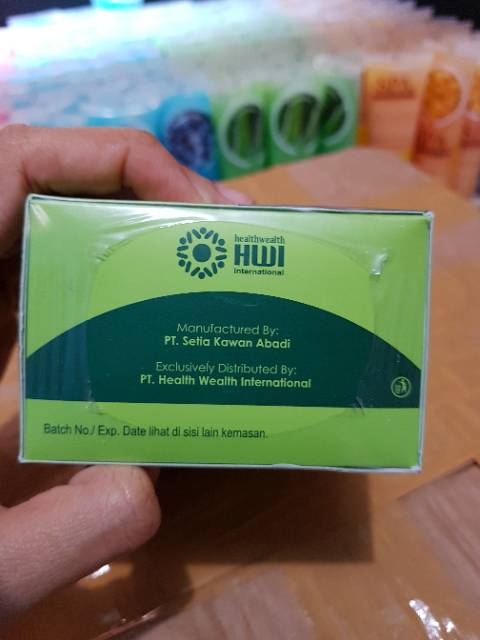 healthwealth
HWI
international
Manufactured By:
PT. Setia Kawan Abadi
Exclusively Distributed By:
PT. Health Wealth International
Batch No./ Exp. Date lihat di sisi lain kemasan.